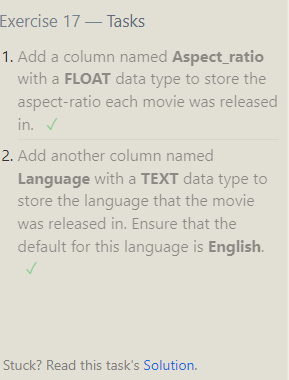 Exercise 17 — Tasks
1. Add a column named Aspect_ratio
with a FLOAT data type to store the
aspect-ratio each movie was released
in. ✓
2. Add another column named
Language with a TEXT data type to
store the language that the movie
was released in. Ensure that the
default for this language is English.
✓
Stuck? Read this task's Solution.